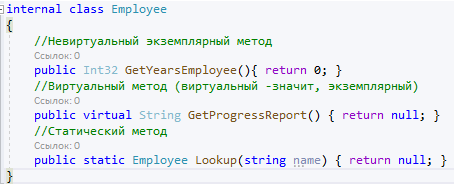 internal class Employee
{
//Невиртуальный экземплярный метод
Ссылок: 0
public Int32 GetYearsEmployee(){ return 0; }
//Виртуальный метод (виртуальный -значит, экземплярный)
Ссылок: 0
public virtual String GetProgressReport() { return null; }
//Статический метод
Ссылок: 0
public static Employee Lookup(string name) { return null; }
}